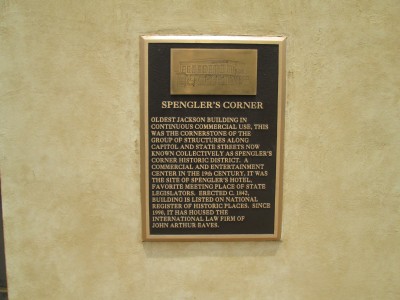 SPENGLER'S CORNER
OLDEST JACKSON BUILDING IN
CONTINUOUS COMMERCIAL USE, THIS
WAS THE CORNERSTONE OF THE
GROUP OF STRUCTURES ALONG
CAPITOL AND STATE STREETS NOW
KNOWN COLLECTIVELY AS SPENGLER'S
CORNER HISTORIC DISTRICT. A
COMMERCIAL AND ENTERTAINMENT
CENTER IN THE 19th CENTURY, IT WAS
THE SITE OF SPENGLER'S HOTEL,
FAVORITE MEETING PLACE OF STATE
LEGISLATORS. ERECTED C. 1842,
BUILDING IS LISTED ON NATIONAL
REGISTER OF HISTORIC PLACES. SINCE
1990, IT HAS HOUSED THE
INTERNATIONAL LAW FIRM OF
JOHN ARTHUR EAVES.